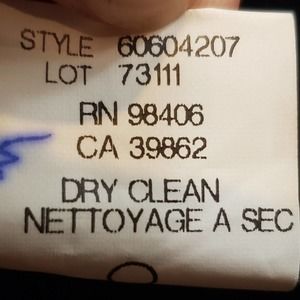 STYLE 60604207
LOT 73111
RN 98406
CA 39862
DRY CLEAN
NETTOYAGE A SEC